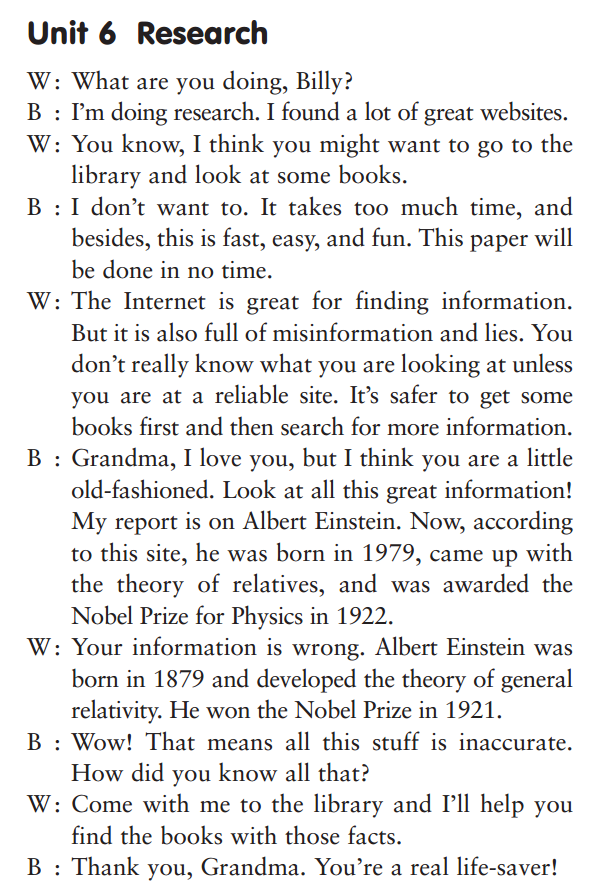 Unit 6 Research
W: What are you doing, Billy?
B : I'm doing research. I found a lot of great websites.
W: You know, I think you might want to go to the
library and look at some books.
B : I don't want to. It takes too much time, and
besides, this is fast, easy, and fun. This paper will
be done in no time.
W: The Internet is great for finding information.
But it is also full of misinformation and lies. You
don't really know what you are looking at unless
you are at a reliable site. It's safer to get some
books first and then search for more information.
B : Grandma, I love you, but I think you are a little
old-fashioned. Look at all this great information!
My report is on Albert Einstein. Now, according
to this site, he was born in 1979, came up with
the theory of relatives, and was awarded the
Nobel Prize for Physics in 1922.
W: Your information is wrong. Albert Einstein was
born in 1879 and developed the theory of general
relativity. He won the Nobel Prize in 1921.
B : Wow! That means all this stuff is inaccurate.
How did you know all that?
W: Come with me to the library and I'll help you
find the books with those facts.
B : Thank you, Grandma. You're a real life-saver!